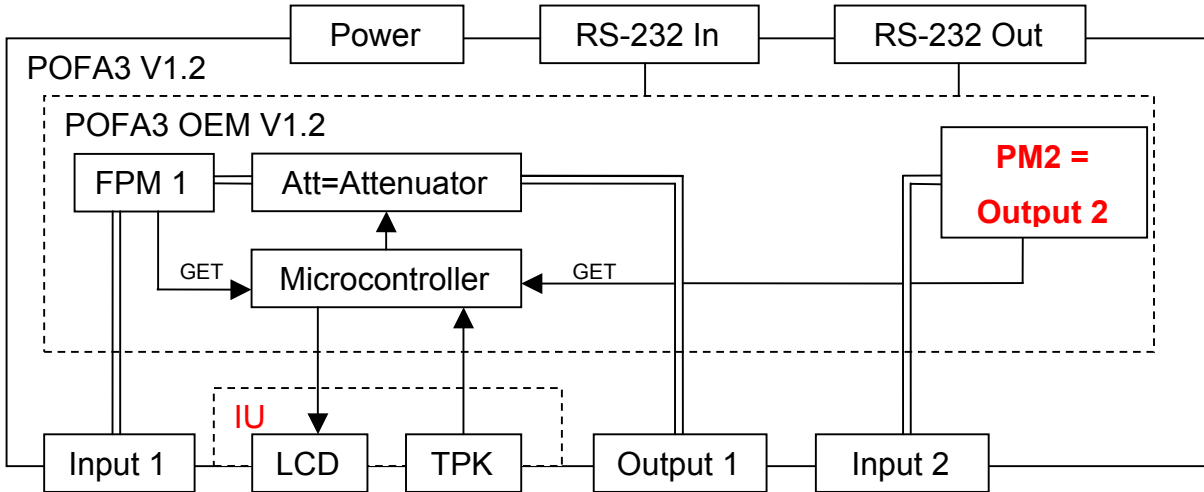 Power
RS-232 In
RS-232 Out
POFA3 V1.2
POFA3 OEM V1.2
FPM 1
Att=Attenuator
PM2 =
Output 2
GET
Microcontroller
GET
IU
Input 1
LCD
TPK
Output 1
Input 2